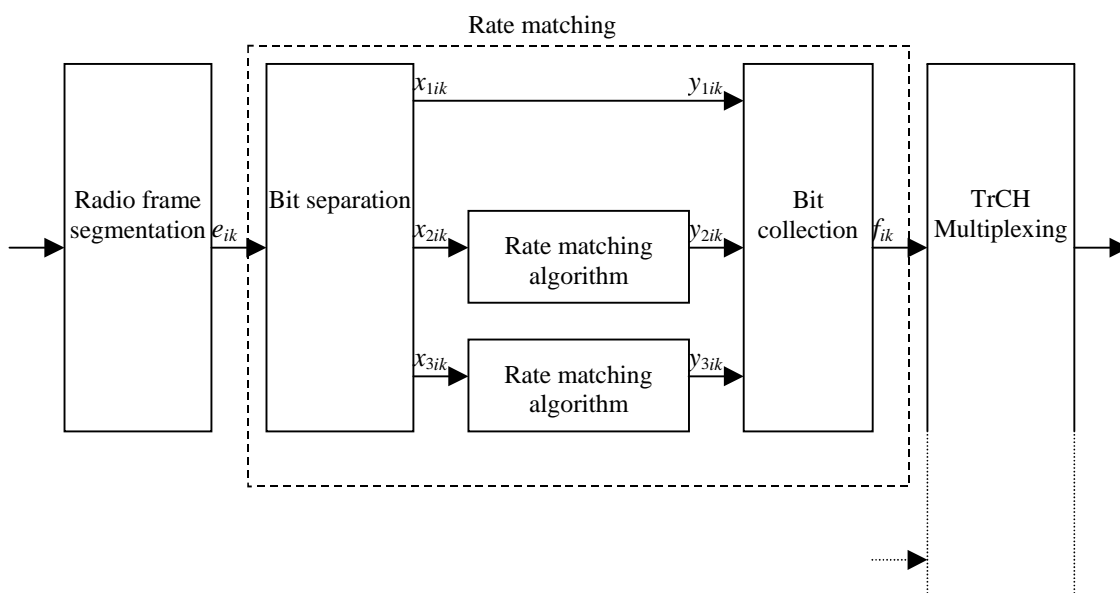 Rate matching
x1ik
y1ik
Radio frame
segmentation
eik
Bit separation
x2ik
Rate matching
algorithm
y2ik
x3ik
Rate matching
algorithm
y3ik
Bit
collection
fik
TrCH
Multiplexing